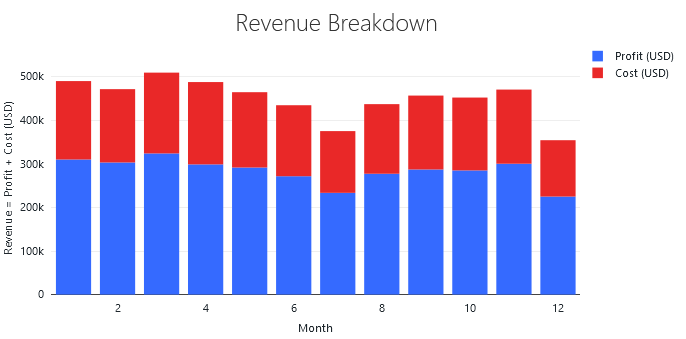 Revenue Breakdown
Profit (USD)
Cost (USD)
Revenue = Profit + Cost (USD)
500k
400k
300k
200k
100k
0
2
4
6
8
10
12
Month